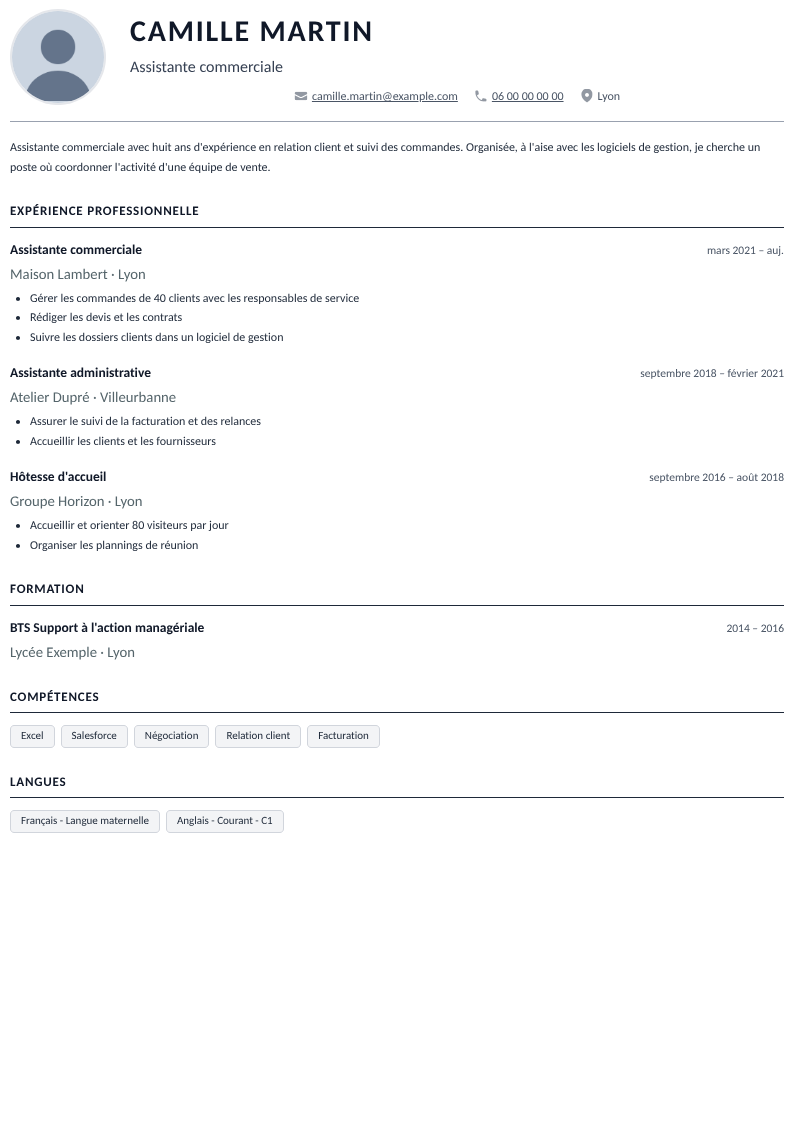 CAMILLE MARTIN
Assistante commerciale
camille.martin@example.com 06 00 00 00 00 Lyon
Assistante commerciale avec huit ans d'expérience en relation client et suivi des commandes. Organisée, à l'aise avec les logiciels de gestion, je cherche un
poste où coordonner l'activité d'une équipe de vente.
EXPÉRIENCE PROFESSIONNELLE
Assistante commerciale mars 2021 – auj.
Maison Lambert · Lyon
• Gérer les commandes de 40 clients avec les responsables de service
• Rédiger les devis et les contrats
• Suivre les dossiers clients dans un logiciel de gestion
Assistante administrative septembre 2018 – février 2021
Atelier Dupré · Villeurbanne
• Assurer le suivi de la facturation et des relances
• Accueillir les clients et les fournisseurs
Hôtesse d'accueil septembre 2016 – août 2018
Groupe Horizon · Lyon
• Accueillir et orienter 80 visiteurs par jour
• Organiser les plannings de réunion
FORMATION
BTS Support à l'action managériale 2014 – 2016
Lycée Exemple · Lyon
COMPÉTENCES
Excel Salesforce Négociation Relation client Facturation
LANGUES
Français - Langue maternelle Anglais - Courant - C1